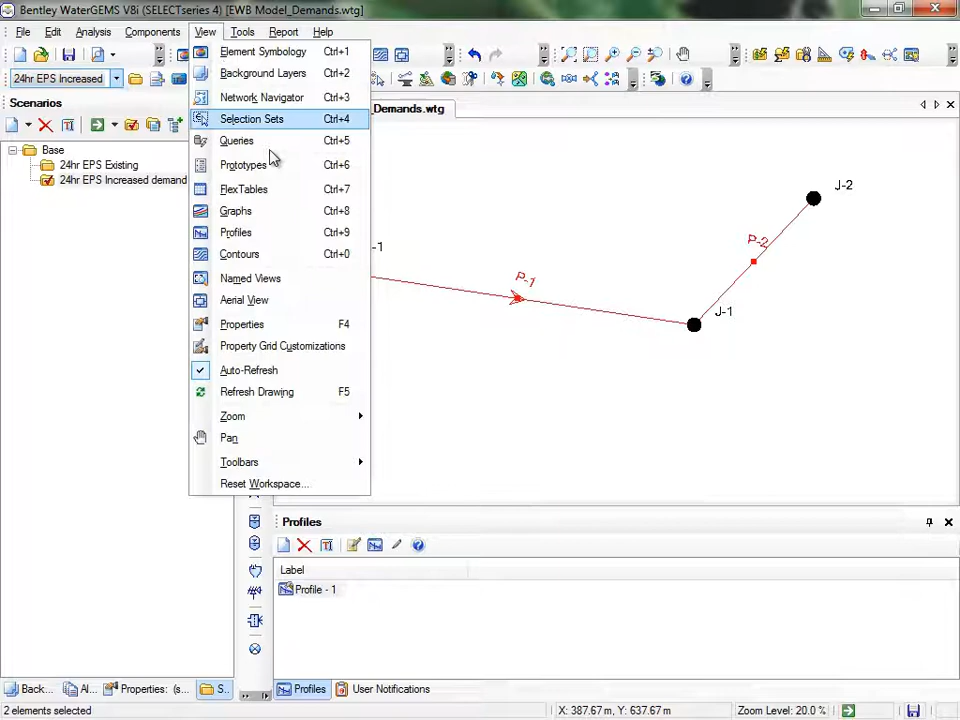 Bentley WaterGEMS V8i (SELECTseries 4) [EWB Model_Demands.wtg]
File Edit Analysis Components View Tools Report Help
24hr EPS Increased
Scenarios
Base
24hr EPS Existing
24hr EPS Increased demand
Element Symbology Ctrl+1
Background Layers Ctrl+2
Network Navigator Ctrl+3
Selection Sets Ctrl+4
Queries Ctrl+5
Prototypes Ctrl+6
FlexTables Ctrl+7
Graphs Ctrl+8
Profiles Ctrl+9
Contours Ctrl+0
Named Views
Aerial View
Properties F4
Property Grid Customizations
Auto-Refresh
Refresh Drawing F5
Zoom
Pan
Toolbars
Reset Workspace...
_Demands.wtg
-1
P-1
J-1
P-2
J-2
Profiles
Label
Profile - 1
Back... Al... Properties: (s... S... Profiles User Notifications
2 elements selected X: 387.67 m, Y: 637.67 m Zoom Level: 20.0 %